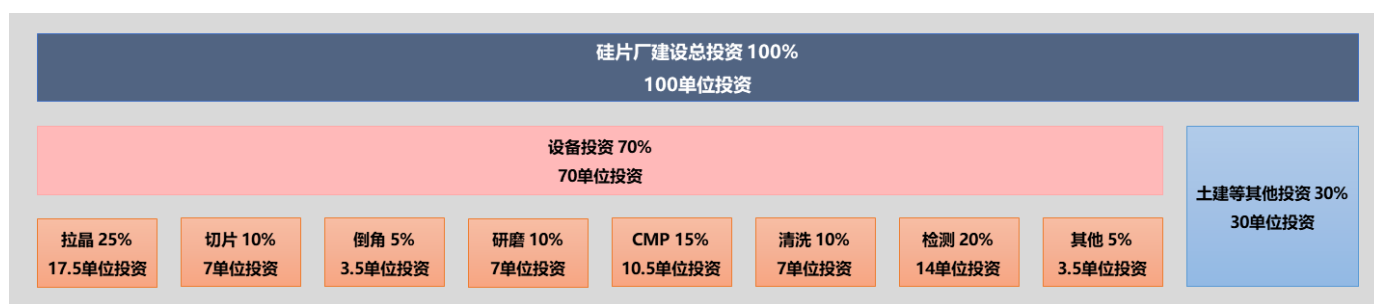 硅片厂建设总投资 100%
100单位投资
设备投资 70%
70单位投资
土建等其他投资 30%
30单位投资
拉晶 25%
17.5单位投资
切片 10%
7单位投资
倒角 5%
3.5单位投资
研磨 10%
7单位投资
CMP 15%
10.5单位投资
清洗 10%
7单位投资
检测 20%
14单位投资
其他 5%
3.5单位投资